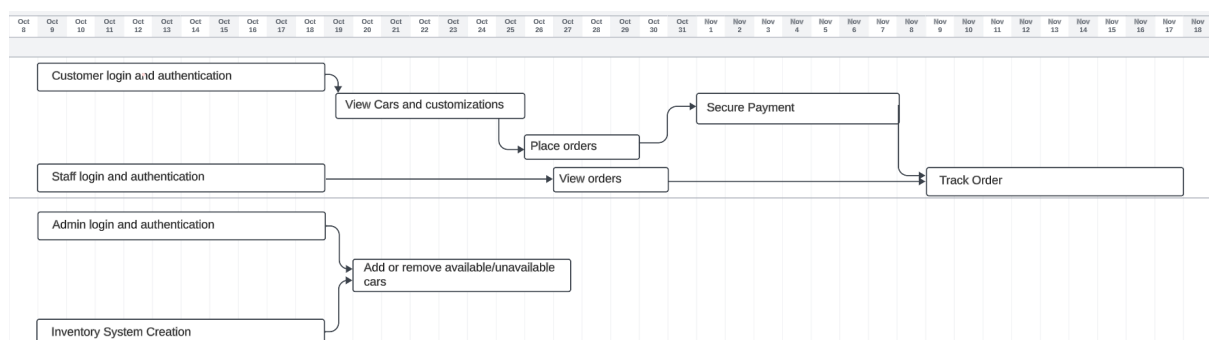 Oct Oct Oct Oct Oct Oct Oct Oct Oct Oct Oct Oct Oct Oct Oct Oct Oct Oct Oct Oct Oct Oct Oct Oct Nov Nov Nov Nov Nov Nov Nov Nov Nov Nov Nov Nov Nov Nov Nov Nov Nov Nov
8 9 10 11 12 13 14 15 16 17 18 19 20 21 22 23 24 25 26 27 28 29 30 31 1 2 3 4 5 6 7 8 9 10 11 12 13 14 15 16 17 18
Customer login and authentication
View Cars and customizations
Secure Payment
Place orders
Staff login and authentication
View orders
Track Order
Admin login and authentication
Add or remove available/unavailable
cars
Inventory System Creation